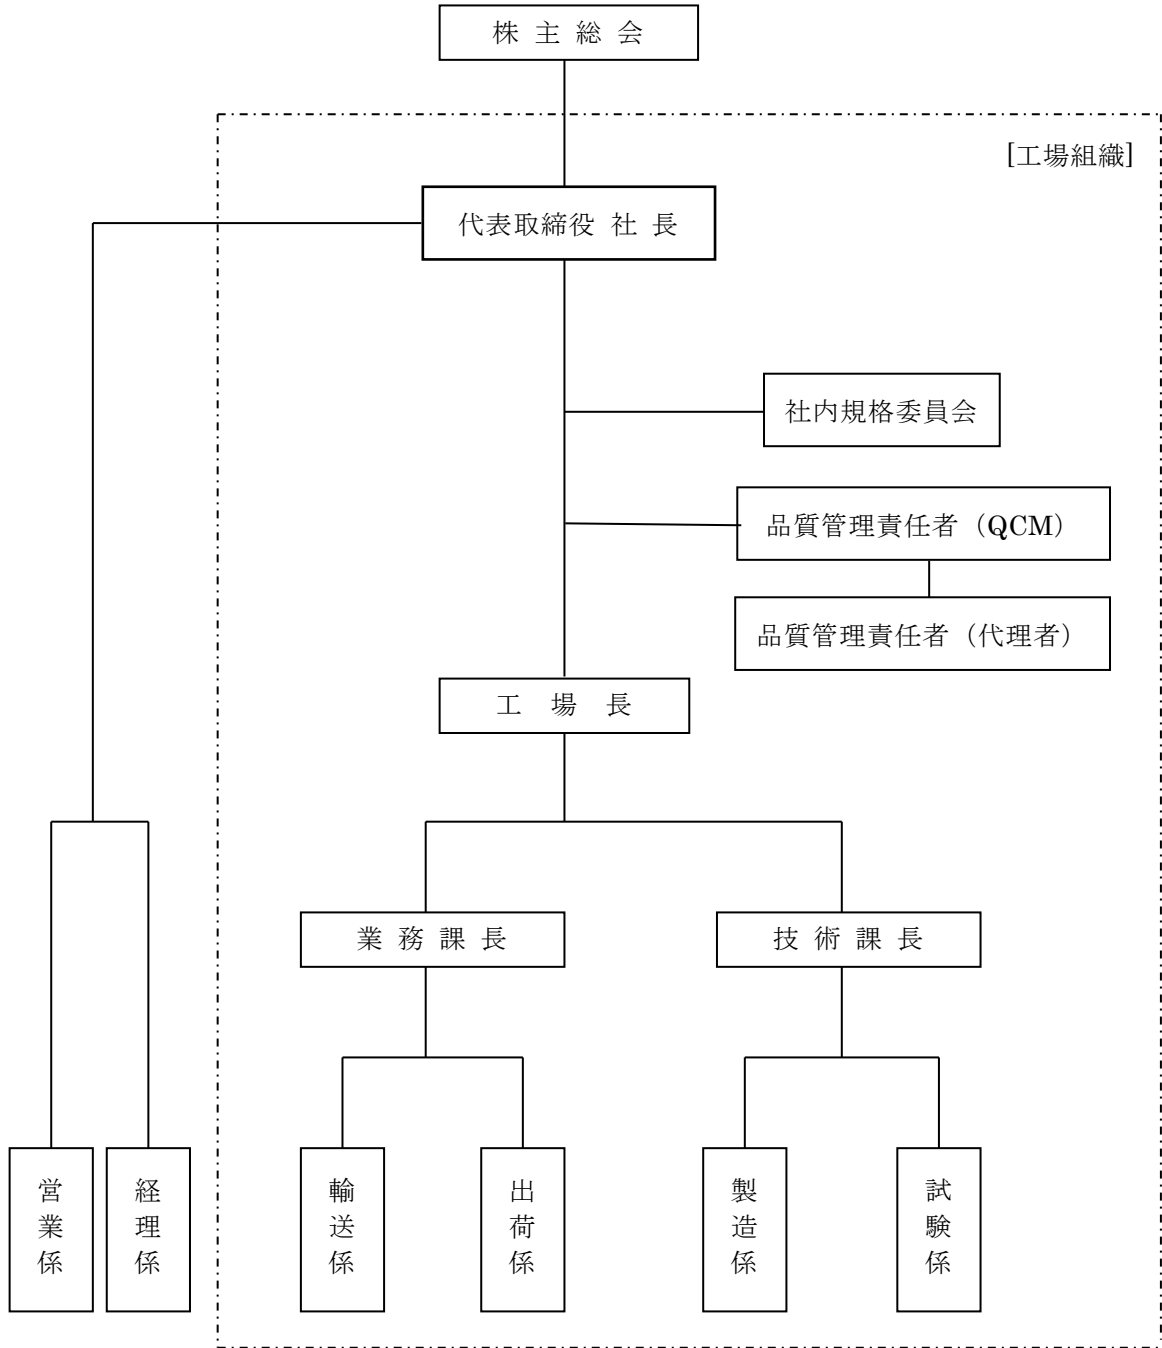 株 主 総 会
[工場組織]
代表取締役 社 長
社内規格委員会
品質管理責任者（QCM）
品質管理責任者（代理者）
工 場 長
業 務 課 長
技 術 課 長
営業係
経理係
輸送係
出荷係
製造係
試験係